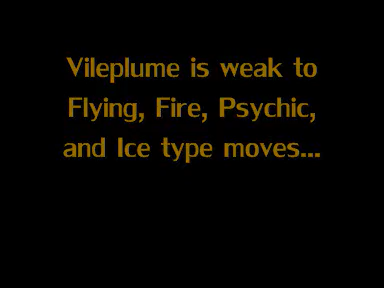 Vileplume is weak to
Flying, Fire, Psychic,
and Ice type moves...